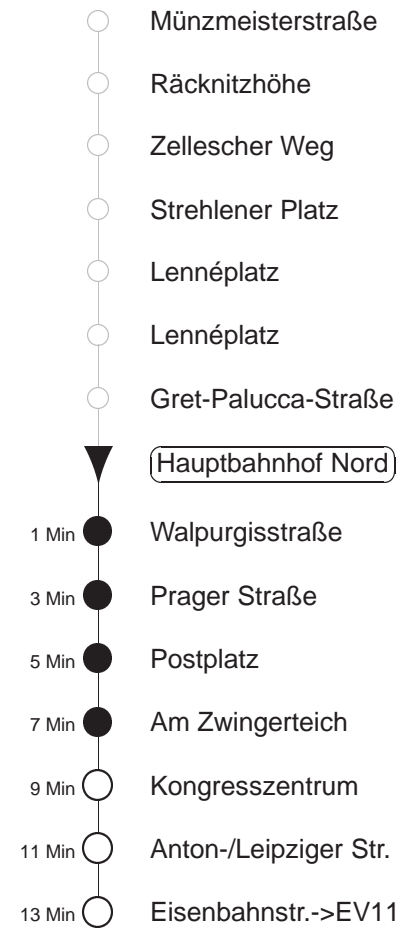 Münzmeisterstraße
Räcknitzhöhe
Zellescher Weg
Strehlener Platz
Lennéplatz
Lennéplatz
Gret-Palucca-Straße
Hauptbahnhof Nord
1 Min Walpurgisstraße
3 Min Prager Straße
5 Min Postplatz
7 Min Am Zwingerteich
9 Min Kongresszentrum
11 Min Anton-/Leipziger Str.
13 Min Eisenbahnstr.->EV11